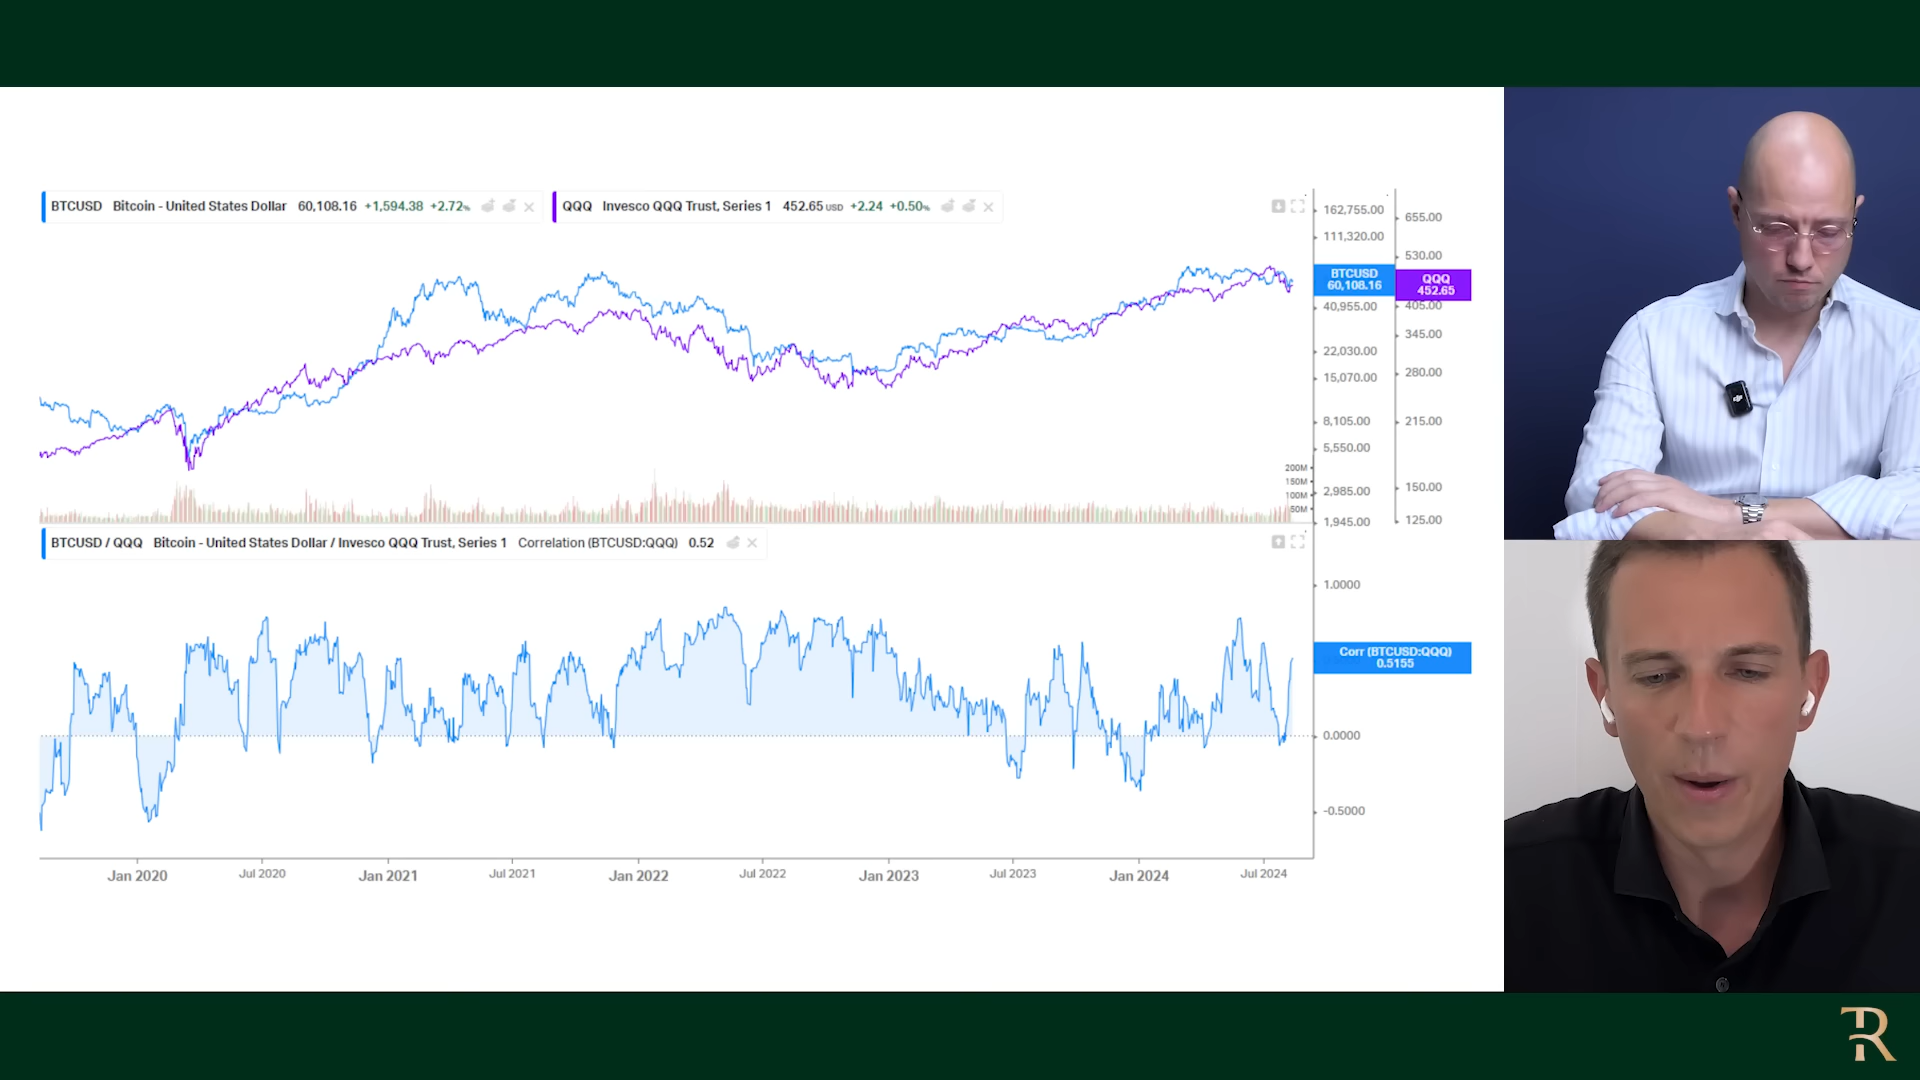 BTCUSD Bitcoin - United States Dollar 60,108.16 +1,594.38 +2.72%
QQQ Invesco QQQ Trust, Series 1 452.65 USD +2.24 +0.50%
162,755.00
111,320.00
BTCUSD
60,108.16
40,955.00
22,030.00
15,070.00
8,105.00
5,550.00
2,985.00
1,945.00
655.00
530.00
QQQ
452.65
405.00
345.00
280.00
215.00
150.00
125.00
200M
150M
100M
50M
BTCUSD / QQQ Bitcoin - United States Dollar / Invesco QQQ Trust, Series 1 Correlation (BTCUSD:QQQ) 0.52
1.0000
Corr (BTCUSD:QQQ)
0.5155
0.0000
-0.5000
Jan 2020 Jul 2020 Jan 2021 Jul 2021 Jan 2022 Jul 2022 Jan 2023 Jul 2023 Jan 2024 Jul 2024